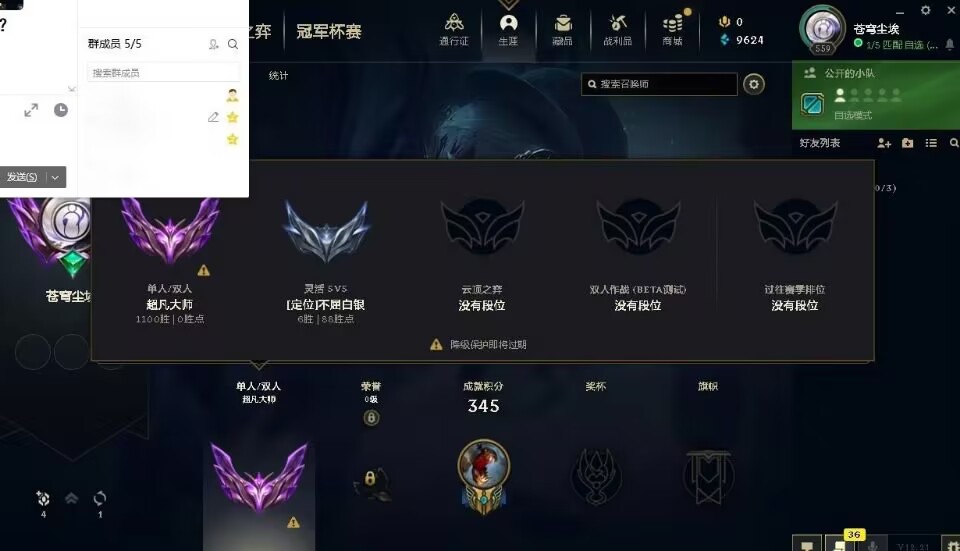 ?
群成员 5/5
搜索群成员
发送(S)
之弈
冠军杯赛
通行证
生涯
藏品
战利品
商城
0
9624
559
苍穹尘埃
1/5 匹配 自选 (...
统计
搜索召唤师
公开的小队
自选模式
好友列表
0/3)
单人/双人
超凡大师
1100胜 | 0胜点
灵活 5V5
[定位]不屈白银
6胜 | 88胜点
云顶之弈
没有段位
双人作战 (BETA测试)
没有段位
过往赛季排位
没有段位
降级保护即将过期
苍穹尘埃
单人/双人
超凡大师
荣誉
0级
成就积分
345
奖杯
旗帜
4
1
36
V12.21